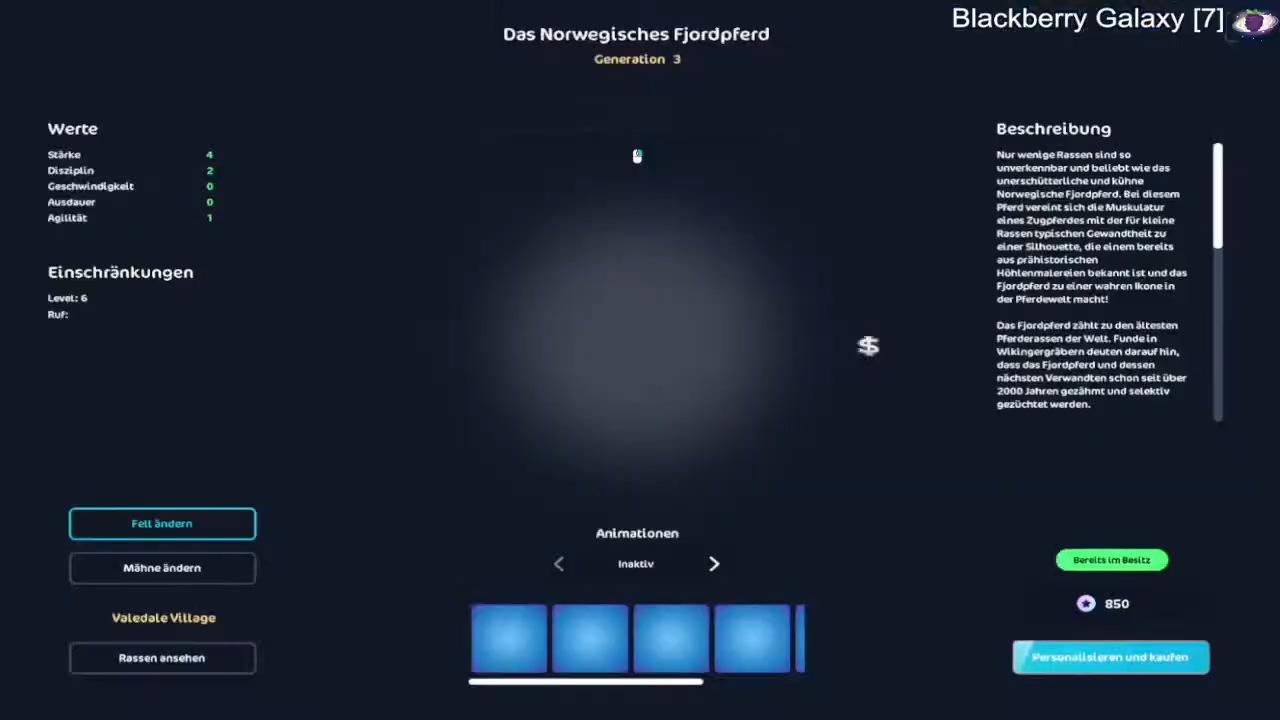 Blackberry Galaxy [7]
Das Norwegisches Fjordpferd
Generation 3
Werte
Stärke 4
Disziplin 2
Geschwindigkeit 0
Ausdauer 0
Agilität 1
Einschränkungen
Level: 6
Ruf:
Beschreibung
Nur wenige Rassen sind so
unverkennbar und beliebt wie das
unerschütterliche und kühne
Norwegische Fjordpferd. Bei diesem
Pferd vereint sich die Muskulatur
eines Zugpferdes mit der für kleine
Rassen typischen Gewandtheit zu
einer Silhouette, die einem bereits
aus prähistorischen
Höhlenmalereien bekannt ist und das
Fjordpferd zu einer wahren Ikone in
der Pferdewelt macht!
Das Fjordpferd zählt zu den ältesten
Pferderassen der Welt. Funde in
Wikingergräbern deuten darauf hin,
dass das Fjordpferd und dessen
nächsten Verwandten schon seit über
2000 Jahren gezähmt und selektiv
gezüchtet werden.
$
Fell ändern
Mähne ändern
Valedale Village
Rassen ansehen
Animationen
Inaktiv
Bereits im Besitz
850
Personalisieren und kaufen